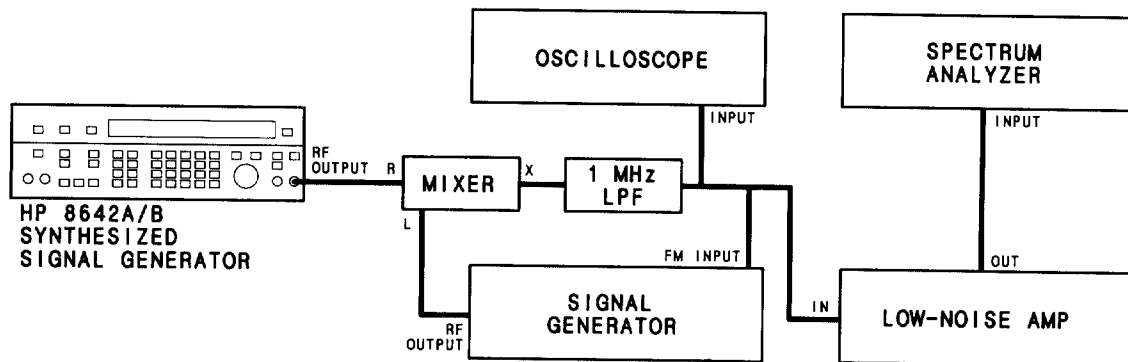 OSCILLOSCOPE
INPUT
SPECTRUM
ANALYZER
INPUT
RF
OUTPUT
HP 8642A/B
SYNTHESIZED
SIGNAL GENERATOR
R
MIXER
X
L
1 MHz
LPF
FM INPUT
SIGNAL
GENERATOR
RF
OUTPUT
OUT
IN
LOW-NOISE AMP